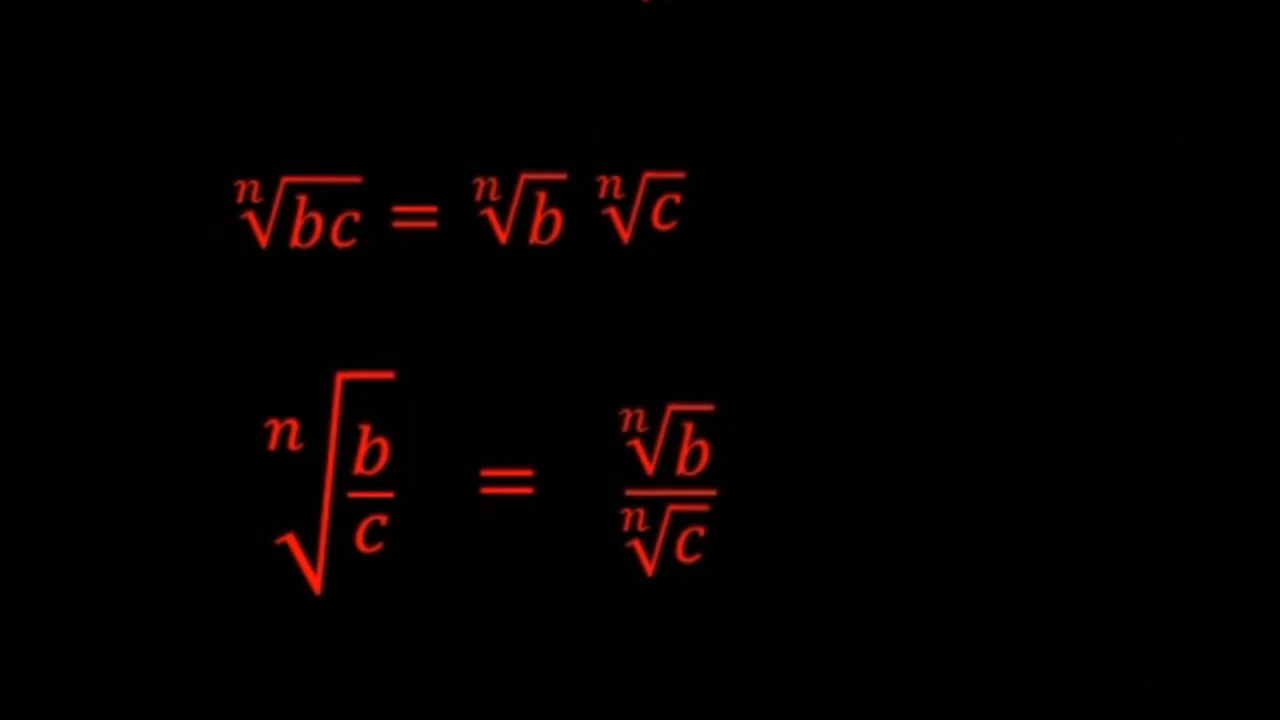 ⁿ√(bc) = ⁿ√b ⁿ√c
ⁿ√(b/c) = ⁿ√b / ⁿ√c